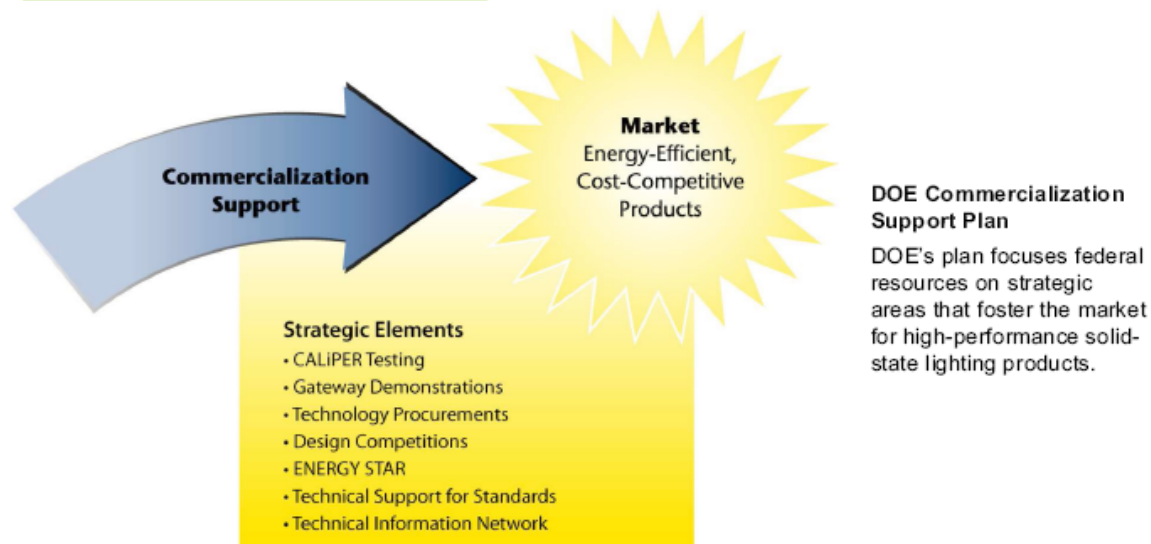 Commercialization
Support
Market
Energy-Efficient,
Cost-Competitive
Products
Strategic Elements
• CALiPER Testing
• Gateway Demonstrations
• Technology Procurements
• Design Competitions
• ENERGY STAR
• Technical Support for Standards
• Technical Information Network
DOE Commercialization
Support Plan
DOE's plan focuses federal
resources on strategic
areas that foster the market
for high-performance solid-
state lighting products.